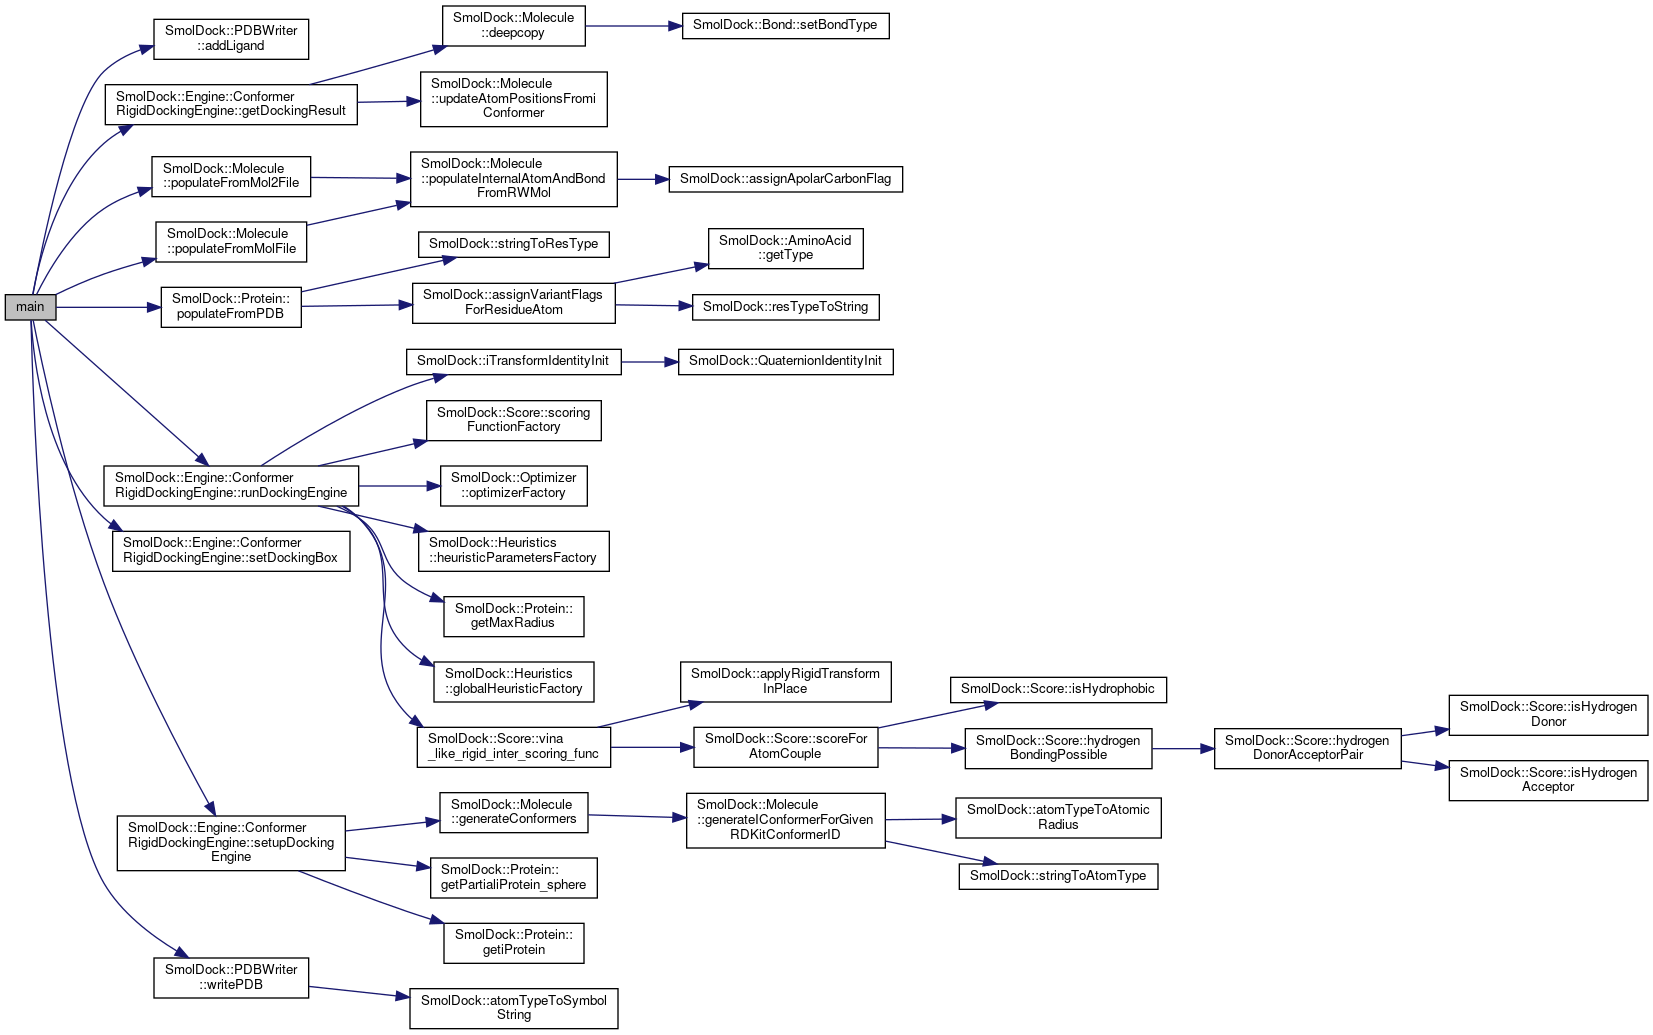 main
SmolDock::PDBWriter
::addLigand
SmolDock::Engine::Conformer
RigidDockingEngine::getDockingResult
SmolDock::Molecule
::deepcopy
SmolDock::Bond::setBondType
SmolDock::Molecule
::updateAtomPositionsFromi
Conformer
SmolDock::Molecule
::populateFromMol2File
SmolDock::Molecule
::populateInternalAtomAndBond
FromRWMol
SmolDock::assignApolarCarbonFlag
SmolDock::Molecule
::populateFromMolFile
SmolDock::Protein::
populateFromPDB
SmolDock::stringToResType
SmolDock::assignVariantFlags
ForResidueAtom
SmolDock::AminoAcid
::getType
SmolDock::resTypeToString
SmolDock::Engine::Conformer
RigidDockingEngine::runDockingEngine
SmolDock::iTransformIdentityInit
SmolDock::QuaternionIdentityInit
SmolDock::Score::scoring
FunctionFactory
SmolDock::Optimizer
::optimizerFactory
SmolDock::Heuristics
::heuristicParametersFactory
SmolDock::Protein::
getMaxRadius
SmolDock::Heuristics
::globalHeuristicFactory
SmolDock::Score::vina
_like_rigid_inter_scoring_func
SmolDock::applyRigidTransform
InPlace
SmolDock::Score::scoreFor
AtomCouple
SmolDock::Score::isHydrophobic
SmolDock::Score::hydrogen
BondingPossible
SmolDock::Score::hydrogen
DonorAcceptorPair
SmolDock::Score::isHydrogen
Donor
SmolDock::Score::isHydrogen
Acceptor
SmolDock::Engine::Conformer
RigidDockingEngine::setDockingBox
SmolDock::Engine::Conformer
RigidDockingEngine::setupDocking
Engine
SmolDock::Molecule
::generateConformers
SmolDock::Molecule
::generateIConformerForGiven
RDKitConformerID
SmolDock::atomTypeToAtomic
Radius
SmolDock::stringToAtomType
SmolDock::Protein::
getPartialiProtein_sphere
SmolDock::Protein::
getiProtein
SmolDock::PDBWriter
::writePDB
SmolDock::atomTypeToSymbol
String